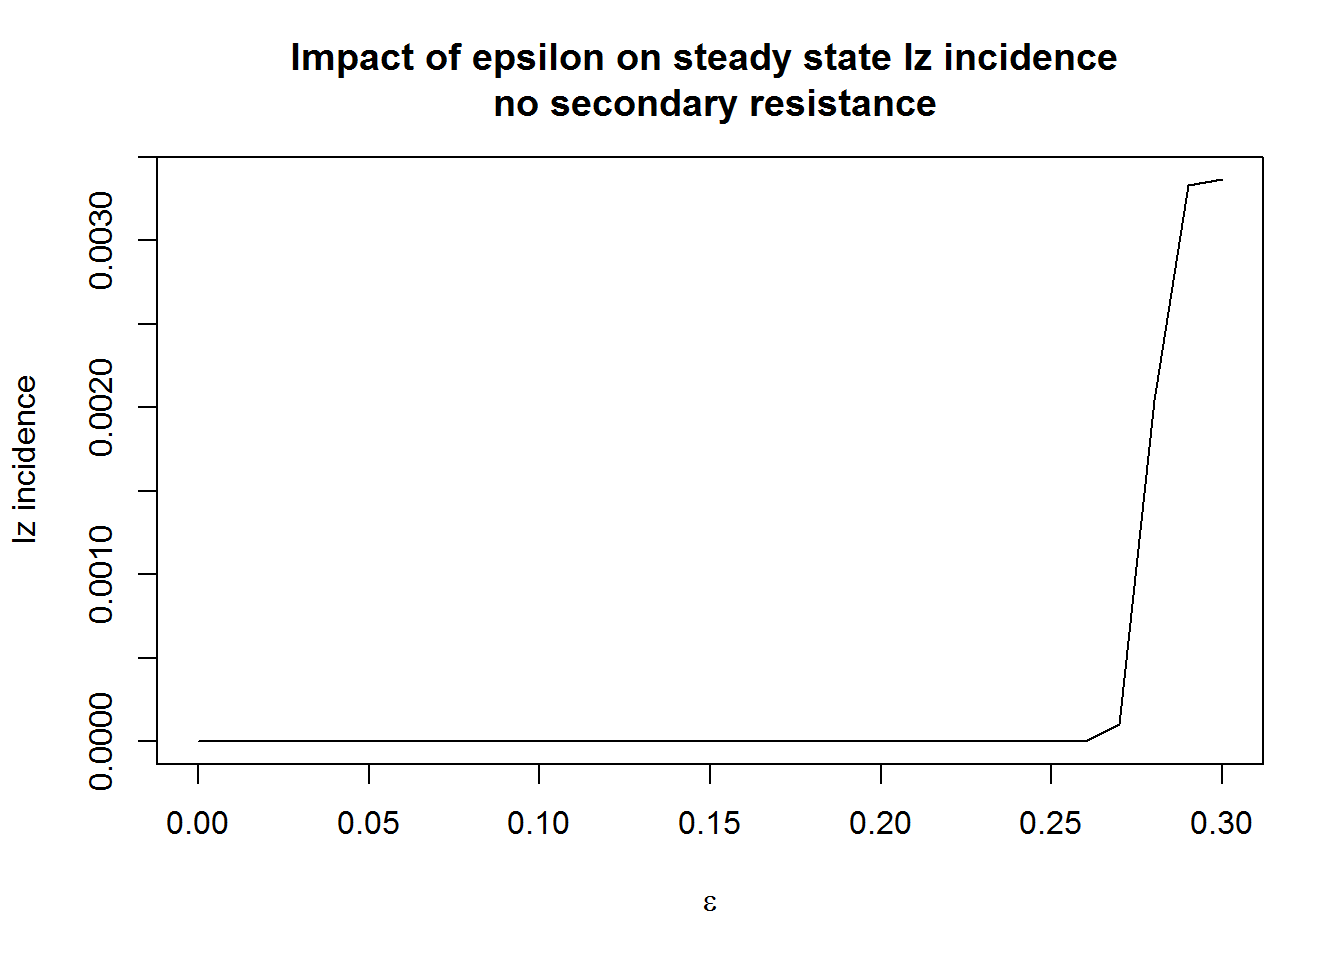 Impact of epsilon on steady state Iz incidence
no secondary resistance
Iz incidence
0.0030
0.0020
0.0010
0.0000
0.00 0.05 0.10 0.15 0.20 0.25 0.30
ε